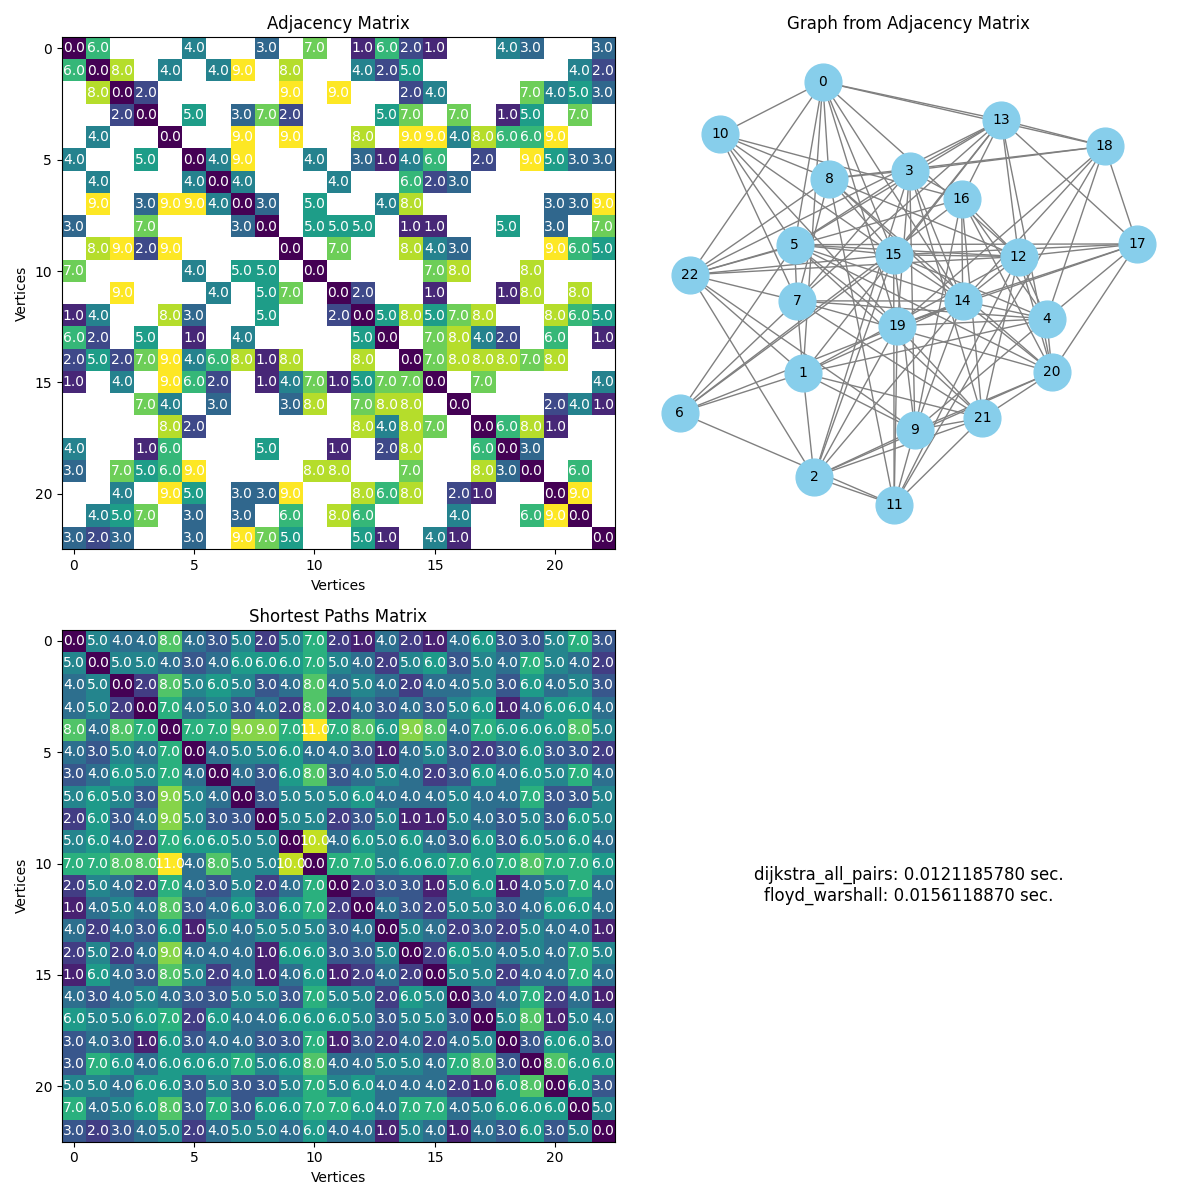 Adjacency Matrix
Graph from Adjacency Matrix
0 0.0 6.0 4.0 3.0 7.0 1.0 6.0 2.0 1.0 4.0 3.0 3.0
6.0 0.0 8.0 4.0 4.0 9.0 8.0 4.0 2.0 5.0 4.0 2.0
8.0 0.0 2.0 9.0 9.0 2.0 4.0 7.0 4.0 5.0 3.0
2.0 0.0 5.0 3.0 7.0 2.0 5.0 7.0 7.0 1.0 5.0 7.0
4.0 0.0 9.0 9.0 8.0 9.0 9.0 4.0 8.0 6.0 6.0 9.0
5 4.0 5.0 0.0 4.0 9.0 4.0 3.0 1.0 4.0 6.0 2.0 9.0 5.0 3.0 3.0
4.0 4.0 0.0 4.0 4.0 6.0 2.0 3.0
9.0 3.0 9.0 9.0 4.0 0.0 3.0 5.0 4.0 8.0 3.0 3.0 9.0
3.0 7.0 3.0 0.0 5.0 5.0 5.0 1.0 1.0 5.0 3.0 7.0
8.0 9.0 2.0 9.0 0.0 7.0 8.0 4.0 3.0 9.0 6.0 5.0
10 7.0 4.0 5.0 5.0 0.0 7.0 8.0 8.0
9.0 4.0 5.0 7.0 0.0 2.0 1.0 1.0 8.0 8.0
1.0 4.0 8.0 3.0 5.0 2.0 0.0 5.0 8.0 5.0 7.0 8.0 8.0 6.0 5.0
6.0 2.0 5.0 1.0 4.0 5.0 0.0 7.0 8.0 4.0 2.0 6.0 1.0
2.0 5.0 2.0 7.0 9.0 4.0 6.0 8.0 1.0 8.0 8.0 0.0 7.0 8.0 8.0 8.0 7.0 8.0
15 1.0 4.0 9.0 6.0 2.0 1.0 4.0 7.0 1.0 5.0 7.0 7.0 0.0 7.0 4.0
7.0 4.0 3.0 3.0 8.0 7.0 8.0 8.0 0.0 2.0 4.0 1.0
8.0 2.0 8.0 4.0 8.0 7.0 0.0 6.0 8.0 1.0
4.0 1.0 6.0 5.0 1.0 2.0 8.0 6.0 0.0 3.0
3.0 7.0 5.0 6.0 9.0 8.0 8.0 7.0 8.0 3.0 0.0 6.0
20 4.0 9.0 5.0 3.0 3.0 9.0 8.0 6.0 8.0 2.0 1.0 0.0 9.0
4.0 5.0 7.0 3.0 3.0 6.0 8.0 6.0 4.0 6.0 9.0 0.0
3.0 2.0 3.0 3.0 9.0 7.0 5.0 5.0 1.0 4.0 1.0 0.0
0 5 10 15 20
Vertices
Vertices
0
13
10
18
3
8
16
17
5
15
12
22
7
14
4
19
1
20
6
21
9
2
11
Shortest Paths Matrix
0 0.0 5.0 4.0 4.0 8.0 4.0 3.0 5.0 2.0 5.0 7.0 2.0 1.0 4.0 2.0 1.0 4.0 6.0 3.0 3.0 5.0 7.0 3.0
5.0 0.0 5.0 5.0 4.0 3.0 4.0 6.0 6.0 6.0 7.0 5.0 4.0 2.0 5.0 6.0 3.0 5.0 4.0 7.0 5.0 4.0 2.0
4.0 5.0 0.0 2.0 8.0 5.0 6.0 5.0 3.0 4.0 8.0 4.0 5.0 4.0 2.0 4.0 4.0 5.0 3.0 6.0 4.0 5.0 3.0
4.0 5.0 2.0 0.0 7.0 4.0 5.0 3.0 4.0 2.0 8.0 2.0 4.0 3.0 4.0 3.0 5.0 6.0 1.0 4.0 6.0 6.0 4.0
8.0 4.0 8.0 7.0 0.0 7.0 7.0 9.0 9.0 7.0 11.0 7.0 8.0 6.0 9.0 8.0 4.0 7.0 6.0 6.0 6.0 8.0 5.0
5 4.0 3.0 5.0 4.0 7.0 0.0 4.0 5.0 5.0 6.0 4.0 4.0 3.0 1.0 4.0 5.0 3.0 2.0 3.0 6.0 3.0 3.0 2.0
3.0 4.0 6.0 5.0 7.0 4.0 0.0 4.0 3.0 6.0 8.0 3.0 4.0 5.0 4.0 2.0 3.0 6.0 4.0 6.0 5.0 7.0 4.0
5.0 6.0 5.0 3.0 9.0 5.0 4.0 0.0 3.0 5.0 5.0 5.0 6.0 4.0 4.0 4.0 5.0 4.0 4.0 7.0 3.0 3.0 5.0
2.0 6.0 3.0 4.0 9.0 5.0 3.0 3.0 0.0 5.0 5.0 2.0 3.0 5.0 1.0 1.0 5.0 4.0 3.0 5.0 3.0 6.0 5.0
5.0 6.0 4.0 2.0 7.0 6.0 6.0 5.0 5.0 0.0 10.0 4.0 6.0 5.0 6.0 4.0 3.0 6.0 3.0 6.0 5.0 6.0 4.0
10 7.0 7.0 8.0 8.0 11.0 4.0 8.0 5.0 5.0 10.0 0.0 7.0 7.0 5.0 6.0 6.0 7.0 6.0 7.0 8.0 7.0 7.0 6.0
2.0 5.0 4.0 2.0 7.0 4.0 3.0 5.0 2.0 4.0 7.0 0.0 2.0 3.0 3.0 1.0 5.0 6.0 1.0 4.0 5.0 7.0 4.0
1.0 4.0 5.0 4.0 8.0 3.0 4.0 6.0 3.0 6.0 7.0 2.0 0.0 4.0 3.0 2.0 5.0 5.0 3.0 4.0 6.0 6.0 4.0
4.0 2.0 4.0 3.0 6.0 1.0 5.0 4.0 5.0 5.0 5.0 3.0 4.0 0.0 5.0 4.0 2.0 3.0 2.0 5.0 4.0 4.0 1.0
2.0 5.0 2.0 4.0 9.0 4.0 4.0 4.0 1.0 6.0 6.0 3.0 3.0 5.0 0.0 2.0 6.0 5.0 4.0 5.0 4.0 7.0 5.0
15 1.0 6.0 4.0 3.0 8.0 5.0 2.0 4.0 1.0 4.0 6.0 1.0 2.0 4.0 2.0 0.0 5.0 5.0 2.0 4.0 4.0 7.0 4.0
4.0 3.0 4.0 5.0 4.0 3.0 3.0 5.0 5.0 3.0 7.0 5.0 5.0 2.0 6.0 5.0 0.0 3.0 4.0 7.0 2.0 4.0 1.0
6.0 5.0 5.0 6.0 7.0 2.0 6.0 4.0 4.0 6.0 6.0 6.0 5.0 3.0 5.0 5.0 3.0 0.0 5.0 8.0 1.0 5.0 4.0
3.0 4.0 3.0 1.0 6.0 3.0 4.0 4.0 3.0 3.0 7.0 1.0 3.0 2.0 4.0 2.0 4.0 5.0 0.0 3.0 6.0 6.0 3.0
3.0 7.0 6.0 4.0 6.0 6.0 6.0 7.0 5.0 6.0 8.0 4.0 4.0 5.0 5.0 4.0 7.0 8.0 3.0 0.0 8.0 6.0 6.0
20 5.0 5.0 4.0 6.0 6.0 3.0 5.0 3.0 3.0 5.0 7.0 5.0 6.0 4.0 4.0 4.0 2.0 1.0 6.0 8.0 0.0 6.0 3.0
7.0 4.0 5.0 6.0 8.0 3.0 7.0 3.0 6.0 6.0 7.0 7.0 6.0 4.0 7.0 7.0 4.0 5.0 6.0 6.0 6.0 0.0 5.0
3.0 2.0 3.0 4.0 5.0 2.0 4.0 5.0 5.0 4.0 6.0 4.0 4.0 1.0 5.0 4.0 1.0 4.0 3.0 6.0 3.0 5.0 0.0
0 5 10 15 20
Vertices
Vertices
dijkstra_all_pairs: 0.0121185780 sec.
floyd_warshall: 0.0156118870 sec.